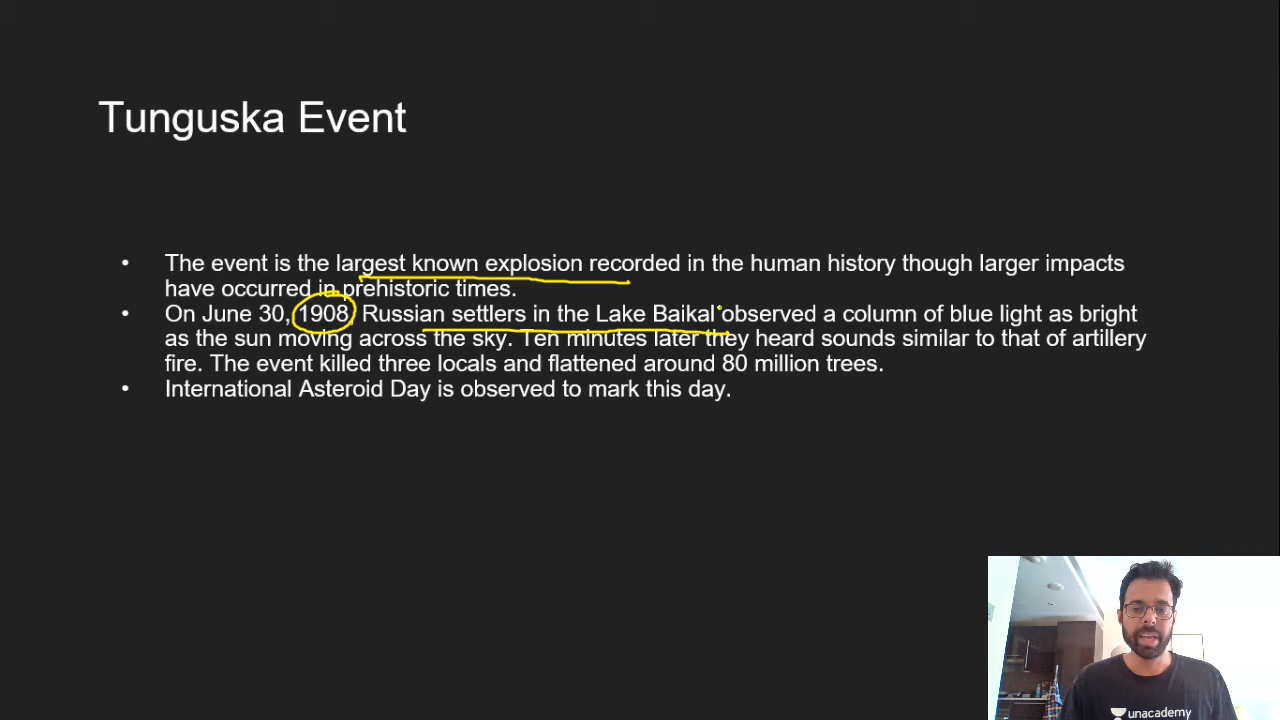 Tunguska Event
• The event is the largest known explosion recorded in the human history though larger impacts
have occurred in prehistoric times.
• On June 30, 1908, Russian settlers in the Lake Baikal observed a column of blue light as bright
as the sun moving across the sky. Ten minutes later they heard sounds similar to that of artillery
fire. The event killed three locals and flattened around 80 million trees.
• International Asteroid Day is observed to mark this day.
unacademy